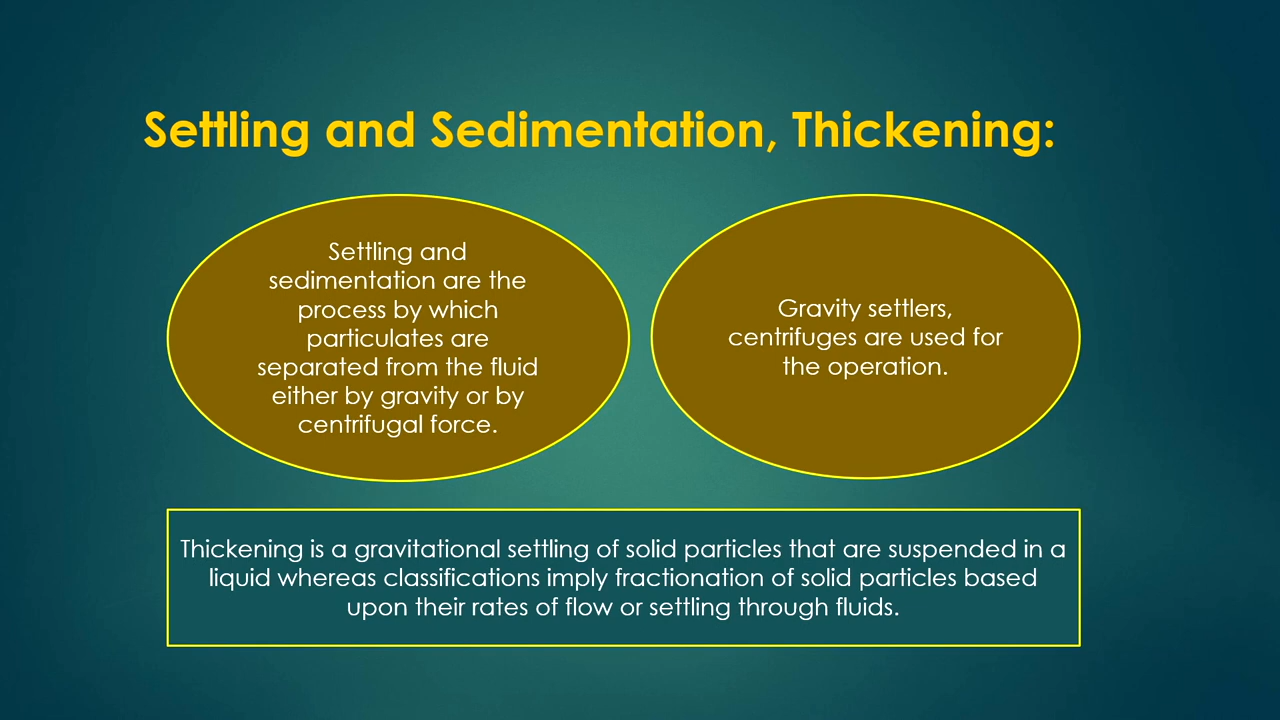 Settling and Sedimentation, Thickening:
Settling and
sedimentation are the
process by which
particulates are
separated from the fluid
either by gravity or by
centrifugal force.
Gravity settlers,
centrifuges are used for
the operation.
Thickening is a gravitational settling of solid particles that are suspended in a
liquid whereas classifications imply fractionation of solid particles based
upon their rates of flow or settling through fluids.